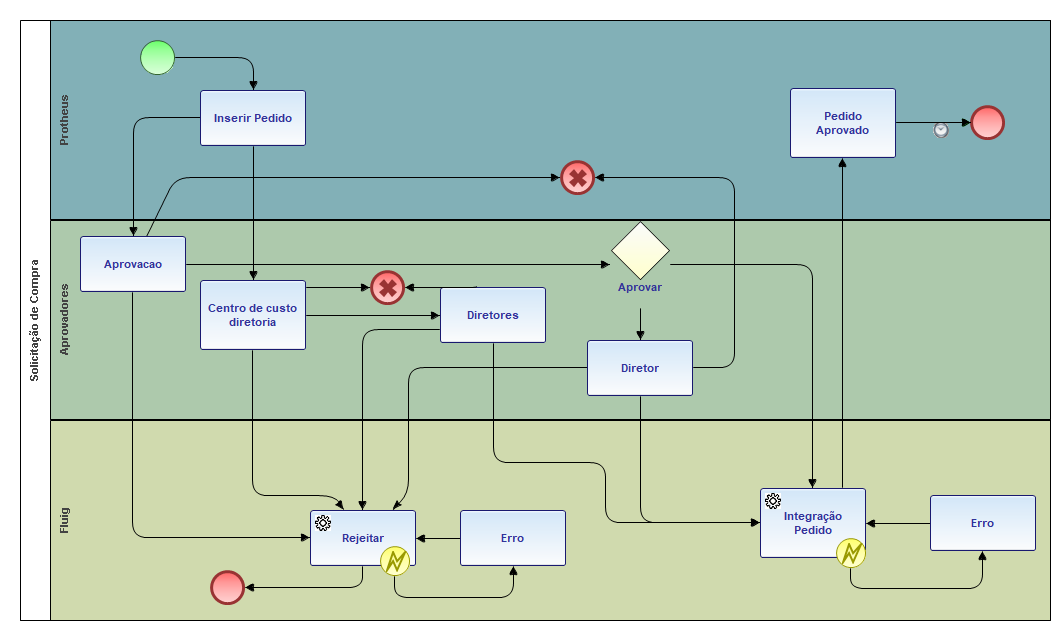 Solicitação de Compra
Protheus
Inserir Pedido
Pedido
Aprovado
Aprovadores
Aprovacao
Centro de custo
diretoria
Diretores
Aprovar
Diretor
Fluig
Rejeitar
Erro
Integração
Pedido
Erro